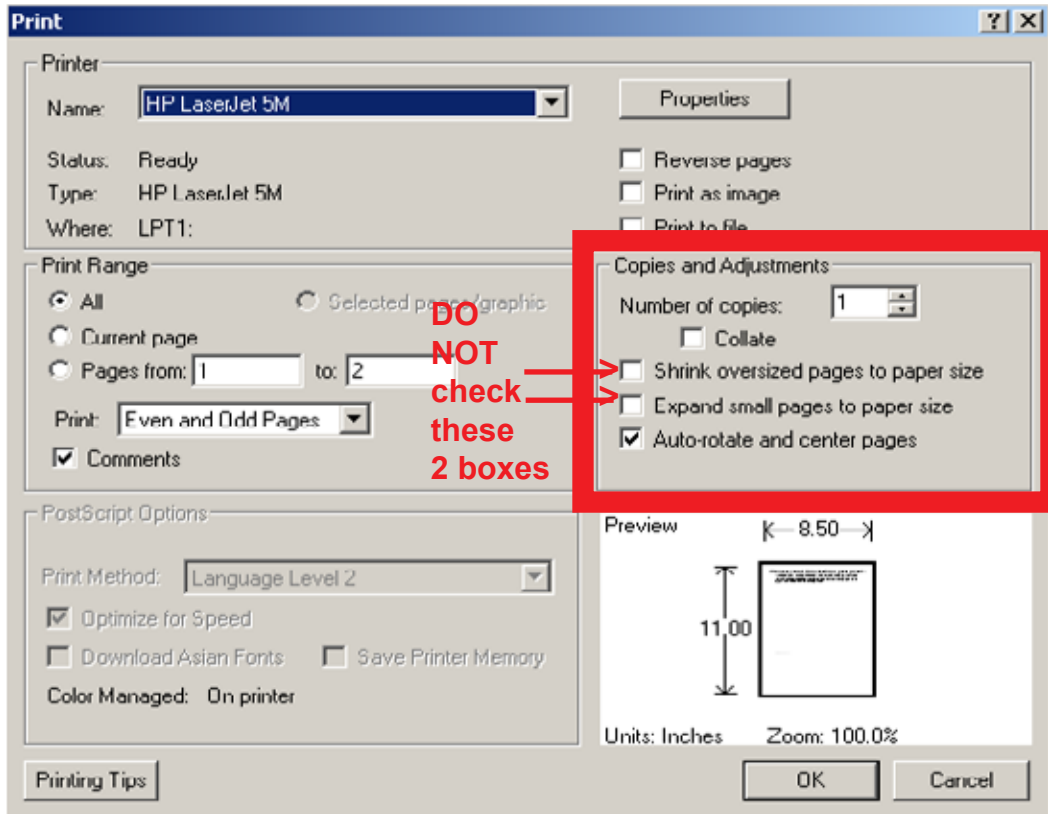 Print
Printer
Name: HP LaserJet 5M
Properties
Status: Ready
Type: HP LaserJet 5M
Where: LPT1:
Reverse pages
Print as image
Print to file
Print Range
All
Selected pages/graphic
Current page
Pages from: 1 to: 2
Print: Even and Odd Pages
Comments
DO
NOT
check
these
2 boxes
Copies and Adjustments
Number of copies: 1
Collate
Shrink oversized pages to paper size
Expand small pages to paper size
Auto-rotate and center pages
PostScript Options
Print Method: Language Level 2
Optimize for Speed
Download Asian Fonts
Save Printer Memory
Color Managed: On printer
Preview
8.50
11.00
Units: Inches Zoom: 100.0%
Printing Tips
OK
Cancel